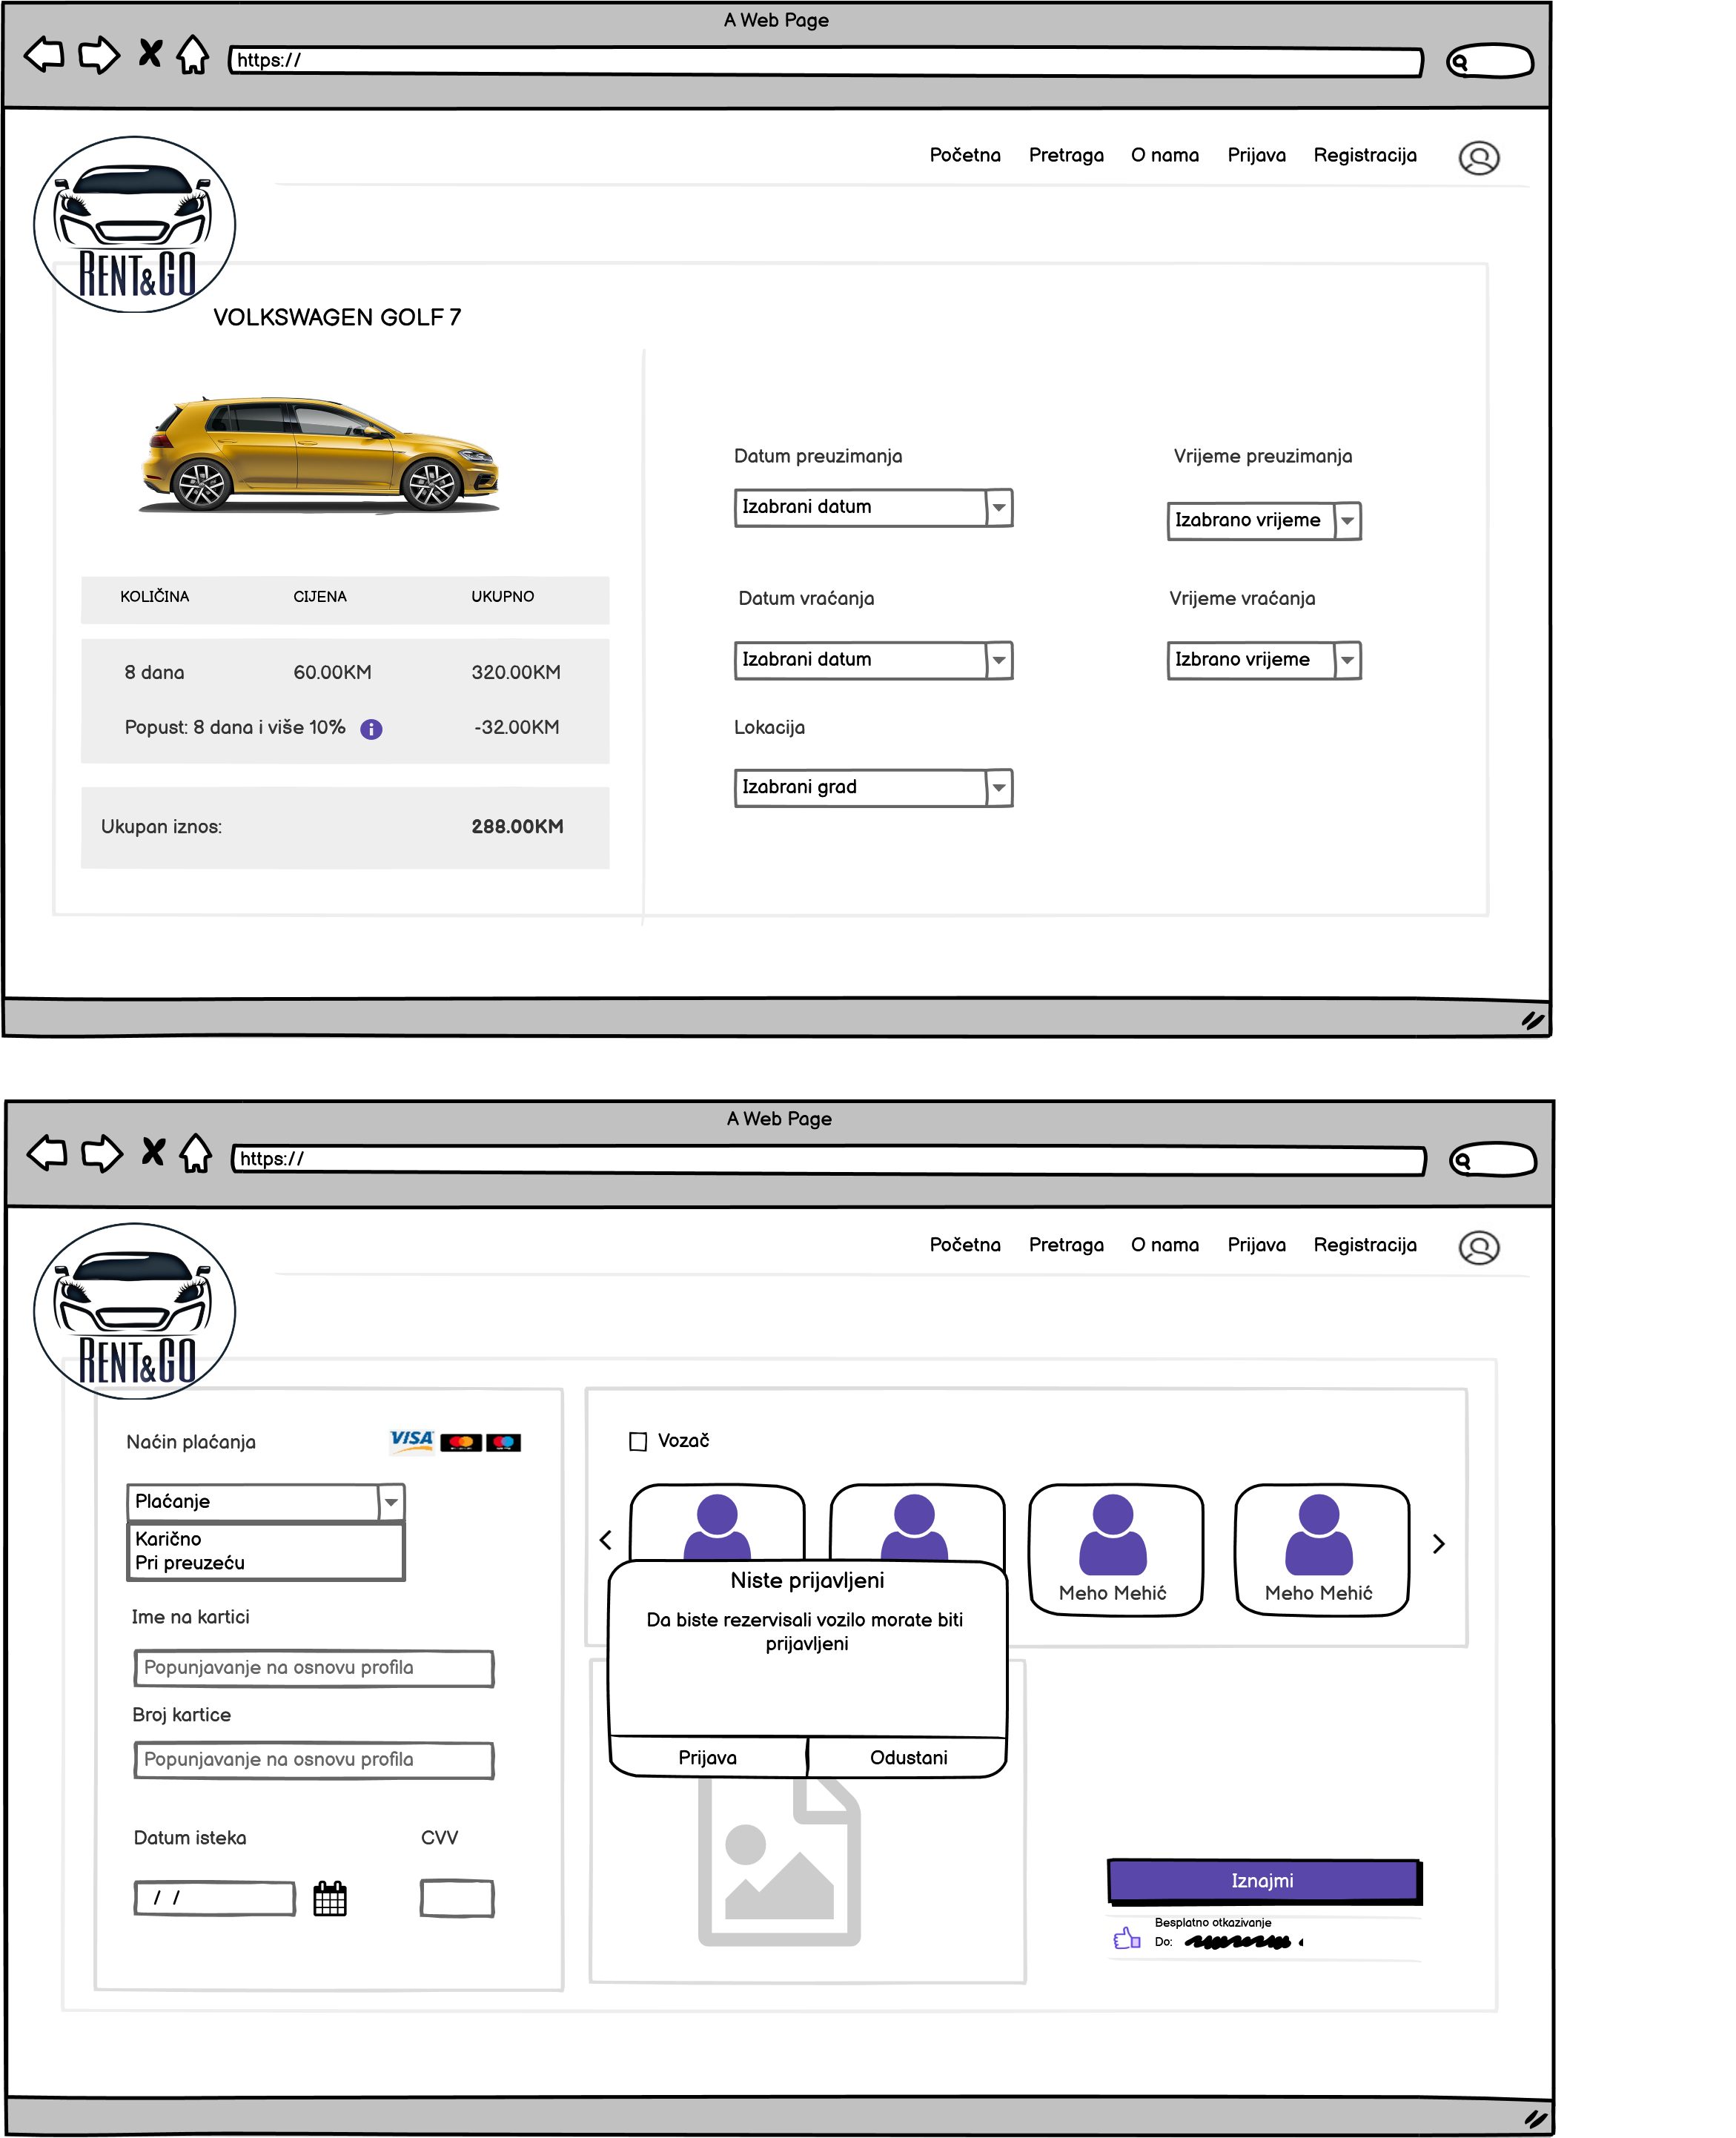 A Web Page
https://
Početna Pretraga O nama Prijava Registracija
RENT&GO
VOLKSWAGEN GOLF 7
Datum preuzimanja Vrijeme preuzimanja
Izabrani datum Izabrano vrijeme
KOLIČINA CIJENA UKUPNO
Datum vraćanja Vrijeme vraćanja
8 dana 60.00KM 320.00KM
Izabrani datum Izbrano vrijeme
Popust: 8 dana i više 10% i -32.00KM
Lokacija
Izabrani grad
Ukupan iznos: 288.00KM
A Web Page
https://
Početna Pretraga O nama Prijava Registracija
RENT&GO
Naćin plaćanja VISA
Vozač
Plaćanje
Karično
Pri preuzeću
Meho Mehić Meho Mehić
Niste prijavljeni
Da biste rezervisali vozilo morate biti
prijavljeni
Prijava Odustani
Ime na kartici
Popunjavanje na osnovu profila
Broj kartice
Popunjavanje na osnovu profila
Datum isteka CVV
/ /
Iznajmi
Besplatno otkazivanje
Do: